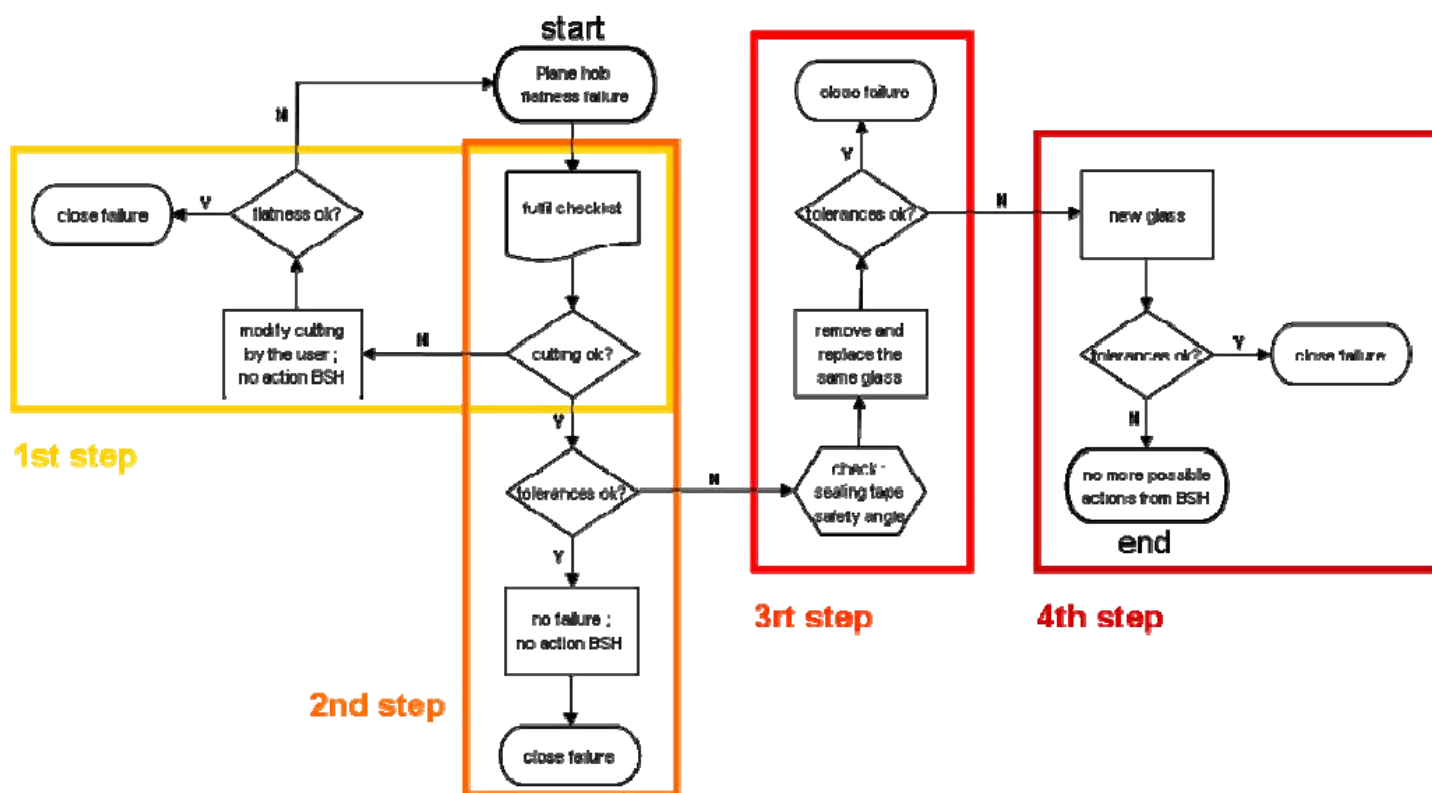 start
Plane hob
flatness failure
N
close failure
Y
flatness ok?
fulfil checklist
modify cutting
by the user ;
no action BSH
N
cutting ok?
1st step
Y
tolerances ok?
N
Y
no failure ;
no action BSH
2nd step
close failure
close failure
Y
tolerances ok?
N
remove and
replace the
same glass
check :
sealing tape
safety angle
3rt step
new glass
tolerances ok?
Y
close failure
N
no more possible
actions from BSH
end
4th step